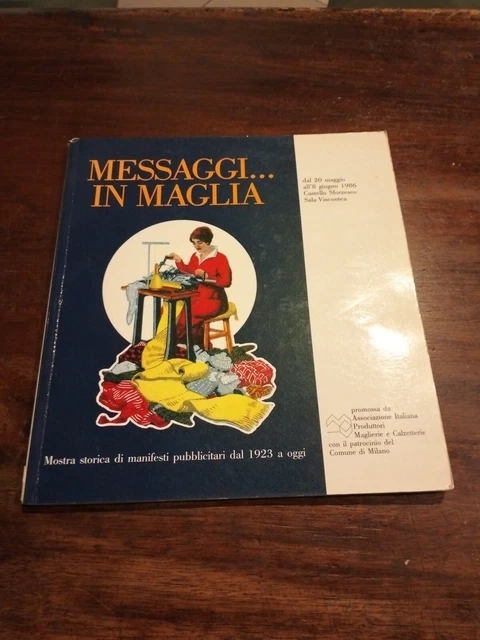 MESSAGGI...
IN MAGLIA
dal 20 maggio
all'8 giugno 1986
Castello Sforzesco
Sala Viscontea
Mostra storica di manifesti pubblicitari dal 1923 a oggi
promossa da
Associazione Italiana
Produttori
Maglierie e Calzetterie
con il patrocinio del
Comune di Milano